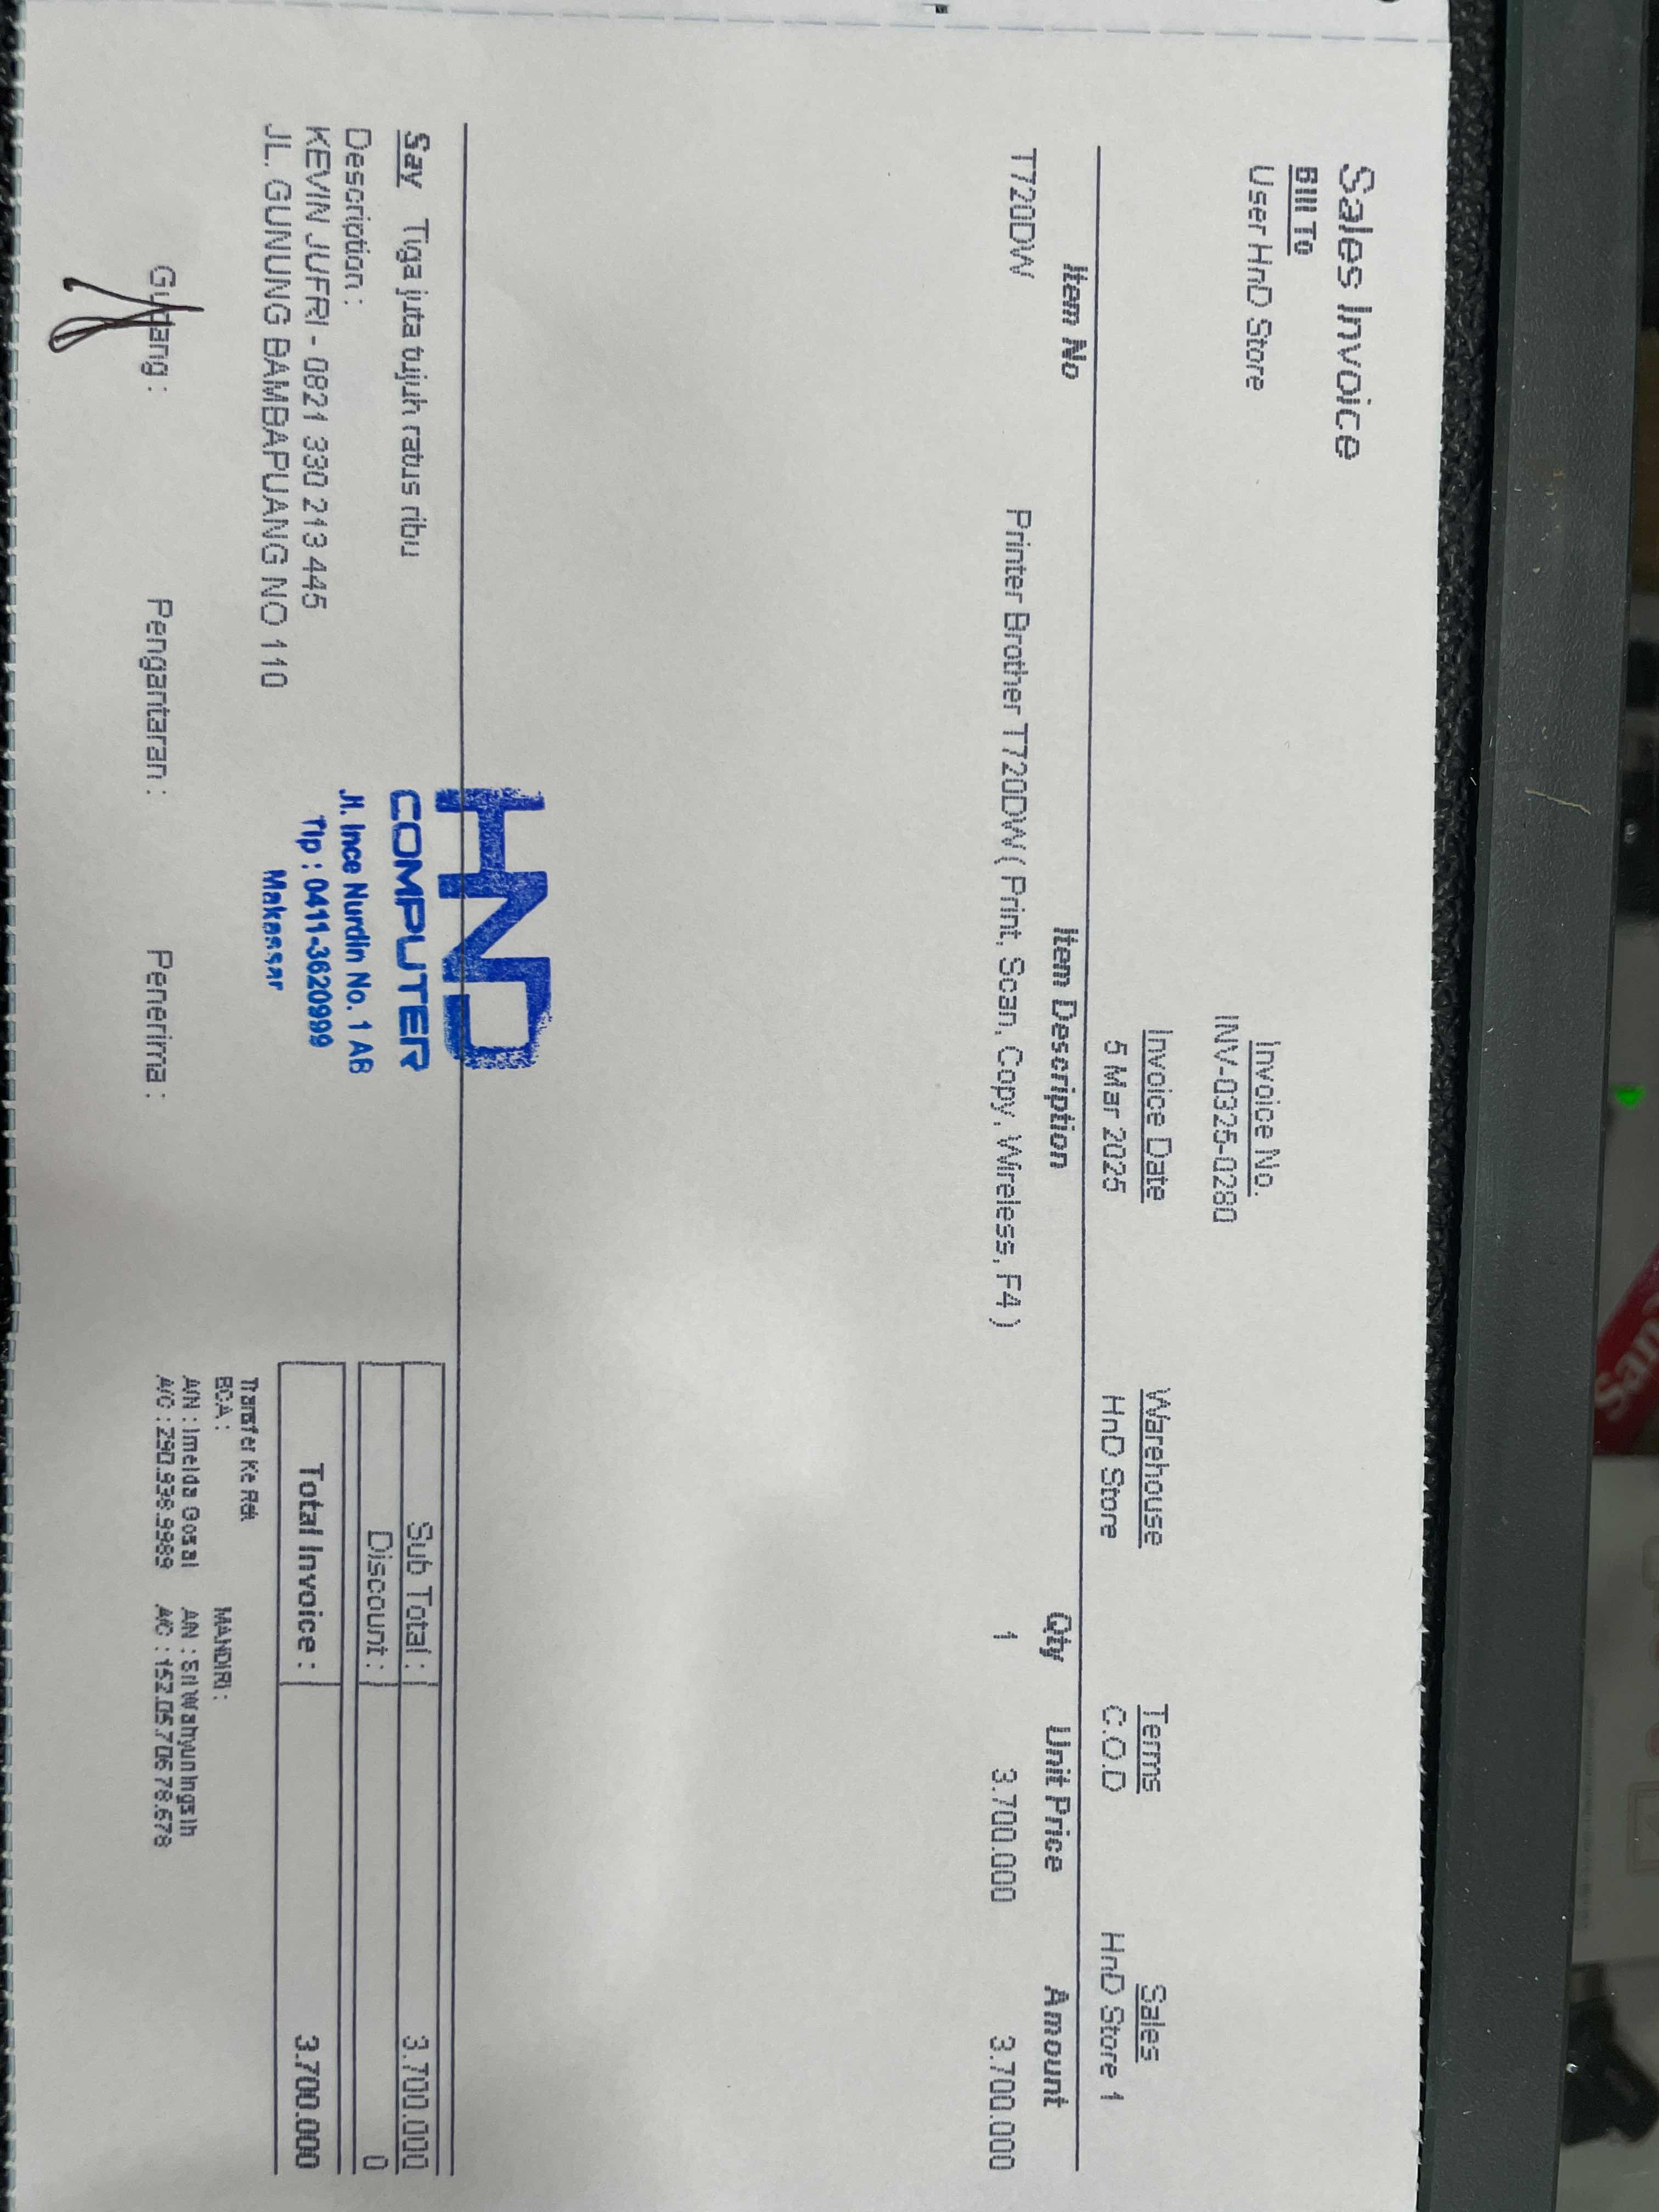 Sales Invoice
Bill To
User HnD Store
Invoice No.
INV-0325-0280
Invoice Date
5 Mar 2025
Warehouse
HnD Store
Terms
C.O.D
Sales
HnD Store 1
Item No Item Description Qty Unit Price Amount
T720DW Printer Brother T720DW ( Print, Scan, Copy, Wireless, F4 ) 1 3.700.000 3.700.000
Say Tiga juta tujuh ratus ribu
Description :
KEVIN JUFRI - 0821 330 213 445
JL. GUNUNG BAMBAPUANG NO 110
HND
COMPUTER
Jl. Ince Nurdin No. 1 AB
Tlp : 0411-3620999
Makassar
Sub Total : 3.700.000
Discount : 0
Total Invoice : 3.700.000
Transfer Ke Rek
BCA :
A/N : Imelda Gosal
A/C : 290.938.9989
MANDIRI :
A/N : Sri Wahyuningsih
A/C : 152.05.706.78.678
Gudang :
Pengantaran :
Penerima :
San